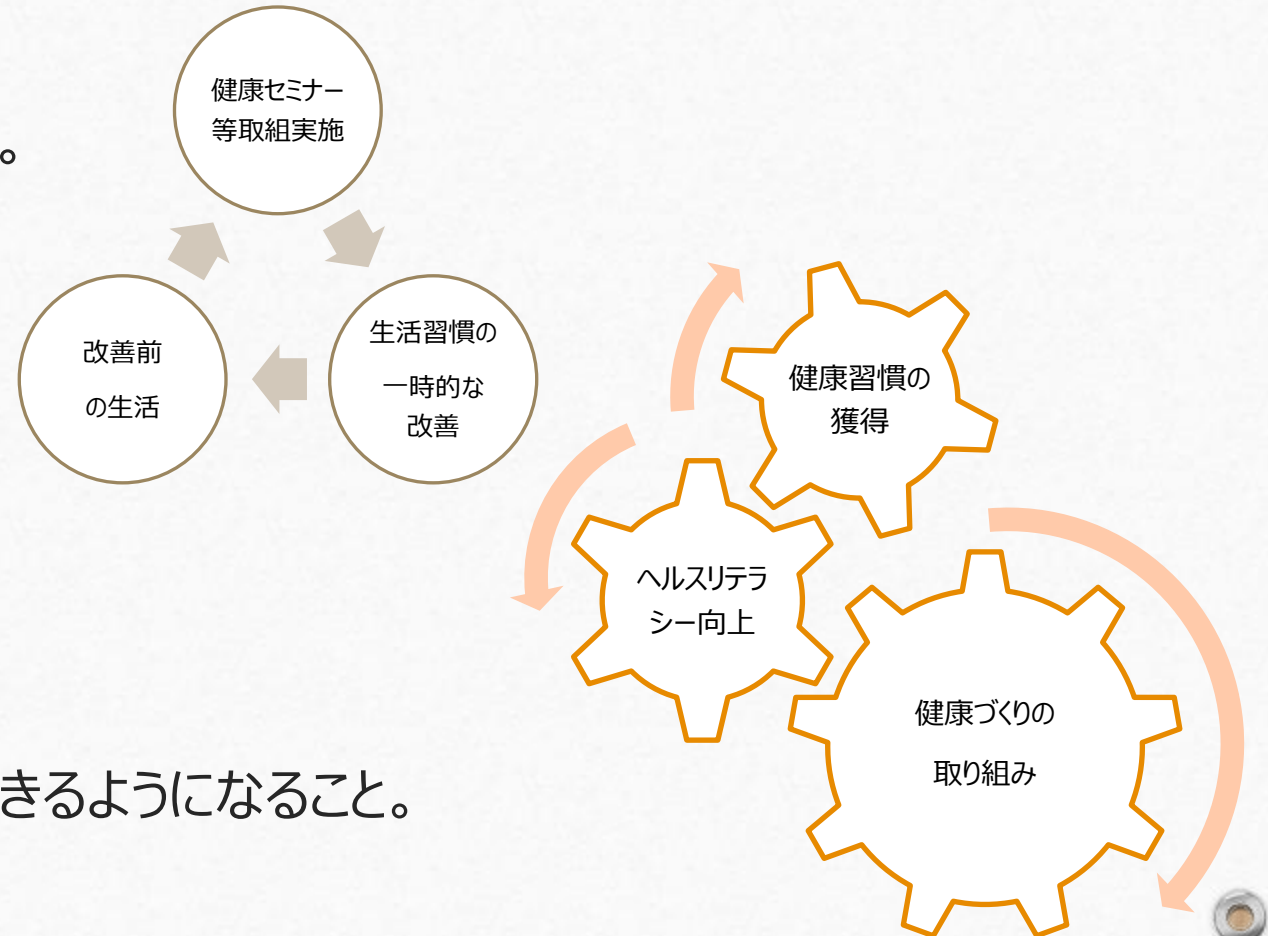 健康セミナー
等取組実施
。
生活習慣の
一時的な
改善
改善前
の生活
健康習慣の
獲得
ヘルスリテラ
シー向上
健康づくりの
取り組み
きるようになること。